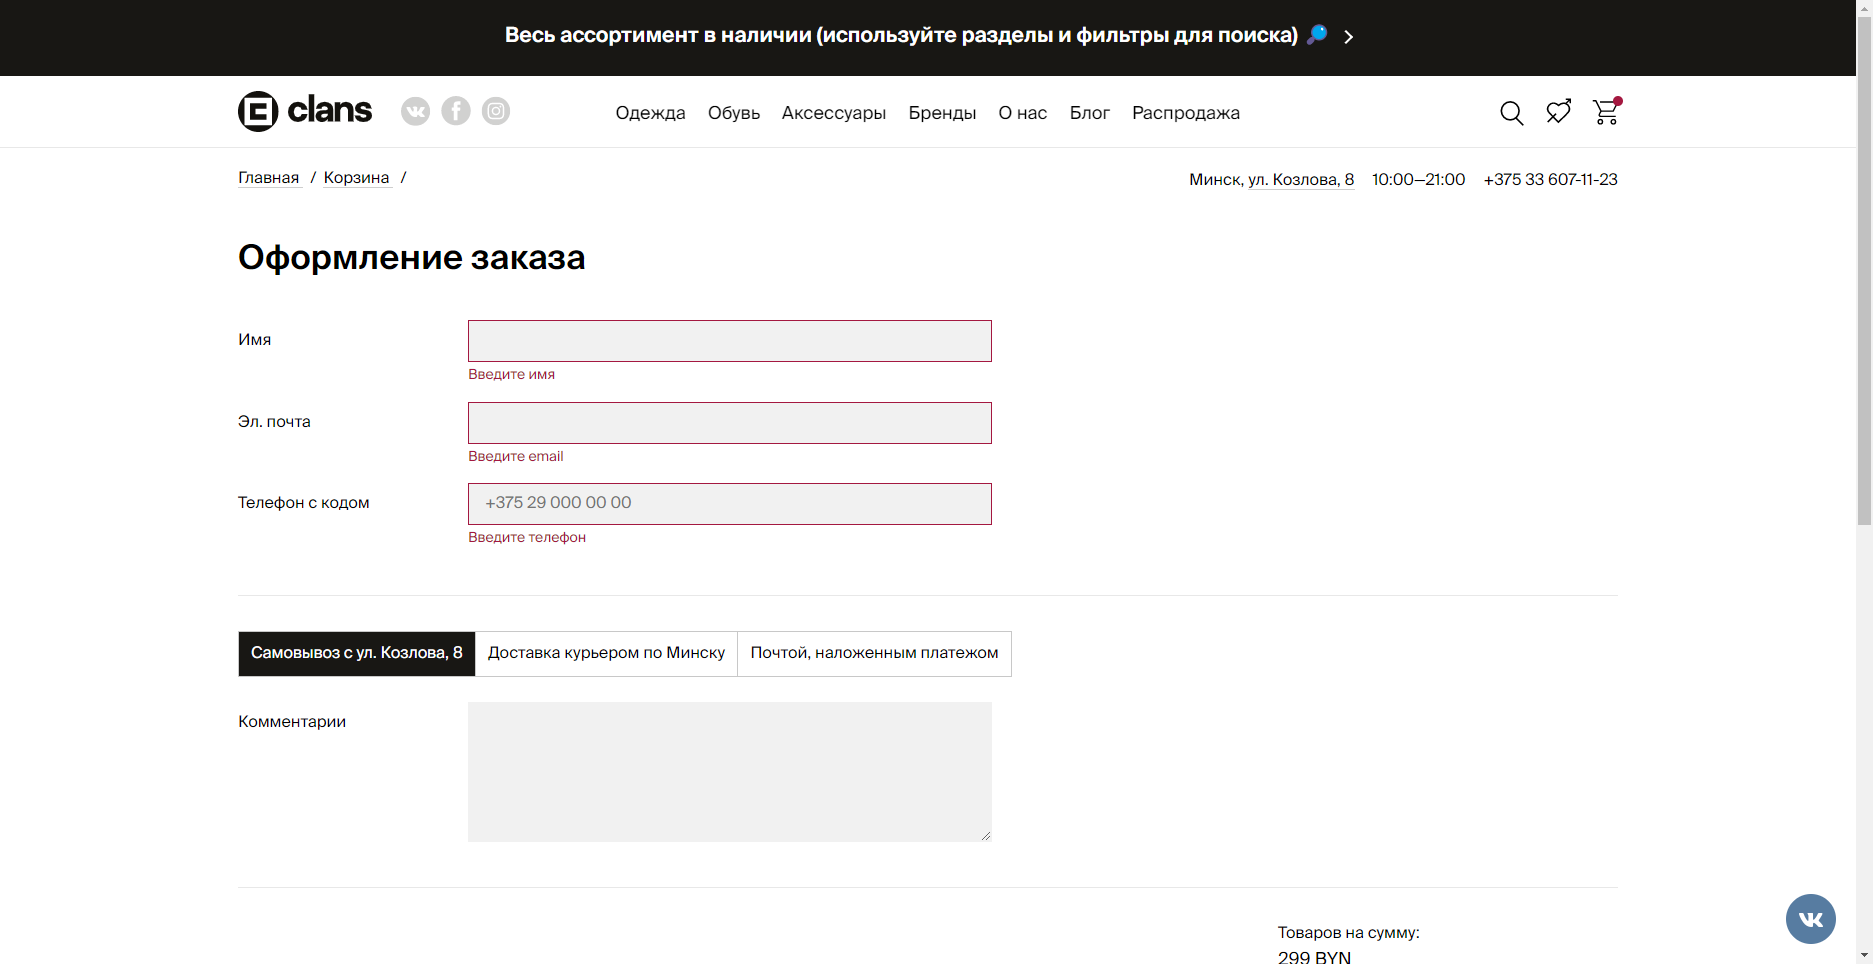 Весь ассортимент в наличии (используйте разделы и фильтры для поиска)
E clans
Одежда Обувь Аксессуары Бренды О нас Блог Распродажа
Главная / Корзина /
Минск, ул. Козлова, 8 10:00—21:00 +375 33 607-11-23
Оформление заказа
Имя
Введите имя
Эл. почта
Введите email
Телефон с кодом
+375 29 000 00 00
Введите телефон
Самовывоз с ул. Козлова, 8
Доставка курьером по Минску
Почтой, наложенным платежом
Комментарии
Товаров на сумму:
299 BYN